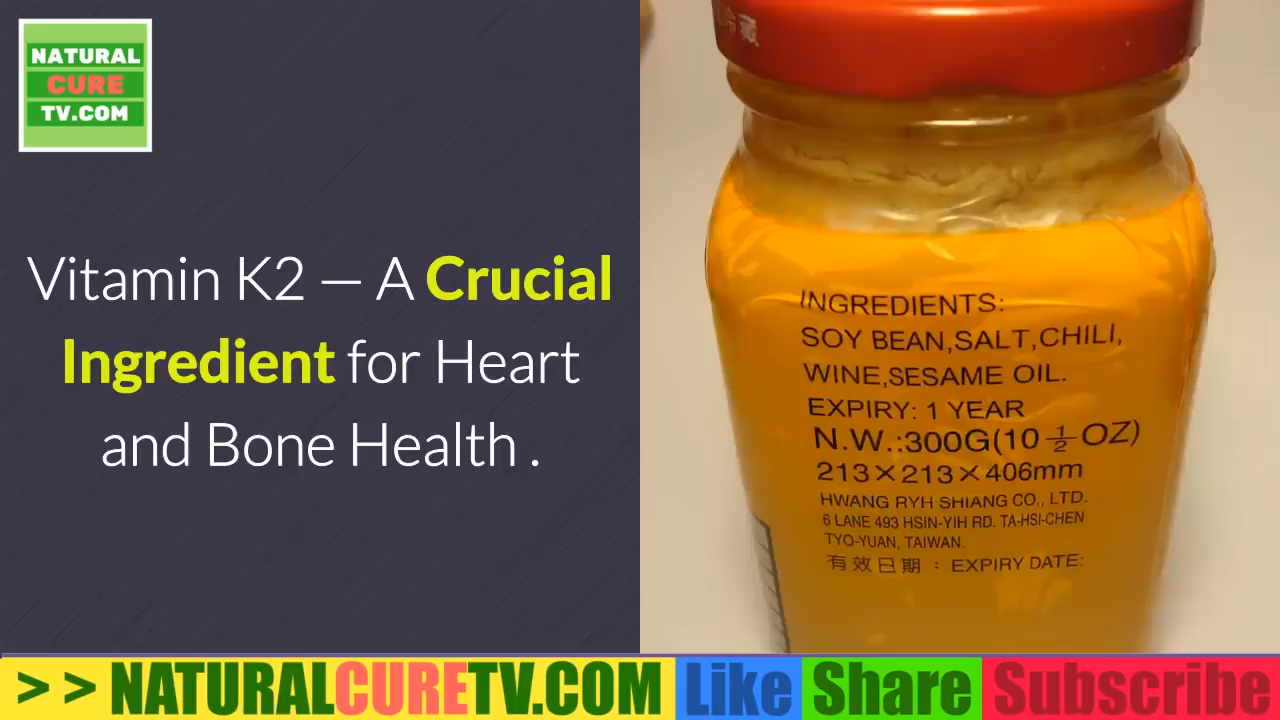 NATURAL
CURE
TV.COM
Vitamin K2 — A Crucial
Ingredient for Heart
and Bone Health .
冷藏
INGREDIENTS:
SOY BEAN,SALT,CHILI,
WINE,SESAME OIL.
EXPIRY: 1 YEAR
N.W.:300G(10 1/2 OZ)
213×213×406mm
HWANG RYH SHIANG CO., LTD.
6 LANE 493 HSIN-YIH RD. TA-HSI-CHEN
TYO-YUAN, TAIWAN.
有效日期：EXPIRY DATE:
>> NATURALCURETV.COM Like Share Subscribe